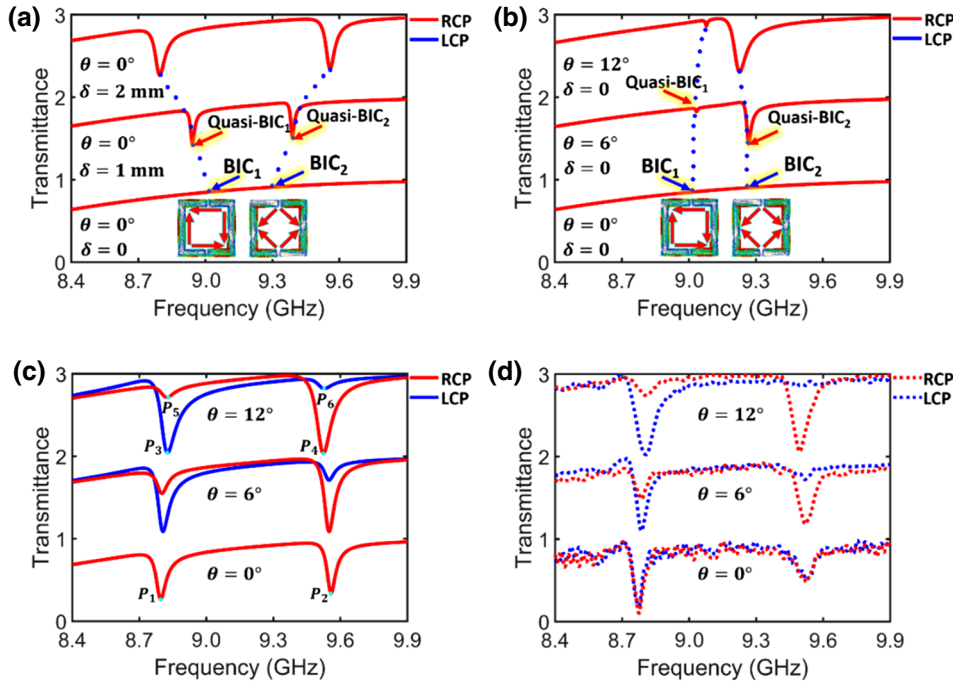 (a)
RCP
LCP
3
2
1
0
Transmittance
θ = 0°
δ = 2 mm
θ = 0°
δ = 1 mm
θ = 0°
δ = 0
Quasi-BIC₁
Quasi-BIC₂
BIC₁
BIC₂
8.4 8.7 9.0 9.3 9.6 9.9
Frequency (GHz)
(b)
RCP
LCP
3
2
1
0
Transmittance
θ = 12°
δ = 0
Quasi-BIC₁
θ = 6°
δ = 0
Quasi-BIC₂
BIC₁
BIC₂
θ = 0°
δ = 0
8.4 8.7 9.0 9.3 9.6 9.9
Frequency (GHz)
(c)
RCP
LCP
3
2
1
0
Transmittance
P₅
P₆
θ = 12°
P₃
P₄
θ = 6°
θ = 0°
P₁
P₂
8.4 8.7 9.0 9.3 9.6 9.9
Frequency (GHz)
(d)
RCP
LCP
3
2
1
0
Transmittance
θ = 12°
θ = 6°
θ = 0°
8.4 8.7 9.0 9.3 9.6 9.9
Frequency (GHz)